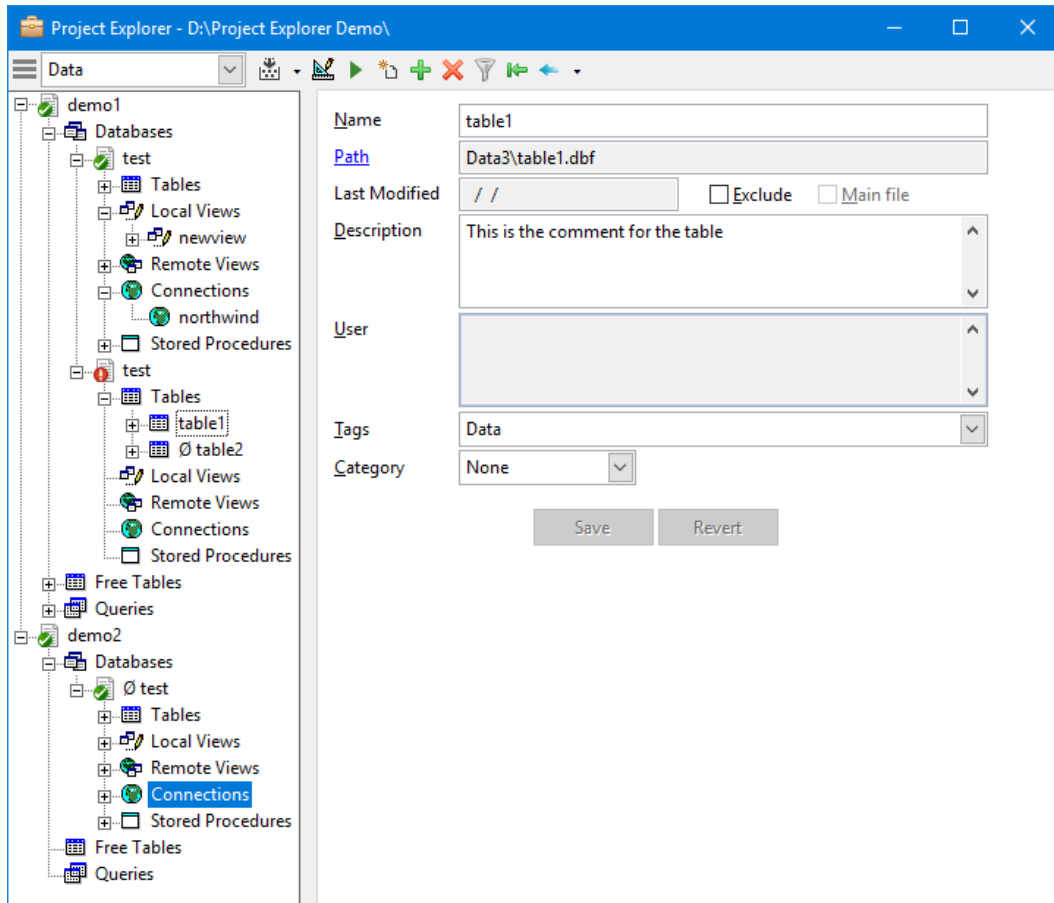 Project Explorer - D:\Project Explorer Demo\
Data
demo1
Databases
test
Tables
Local Views
newview
Remote Views
Connections
northwind
Stored Procedures
test
Tables
table1
Ø table2
Local Views
Remote Views
Connections
Stored Procedures
Free Tables
Queries
demo2
Databases
Ø test
Tables
Local Views
Remote Views
Connections
Stored Procedures
Free Tables
Queries
Name table1
Path Data3\table1.dbf
Last Modified / / Exclude Main file
Description This is the comment for the table
User
Tags Data
Category None
Save Revert